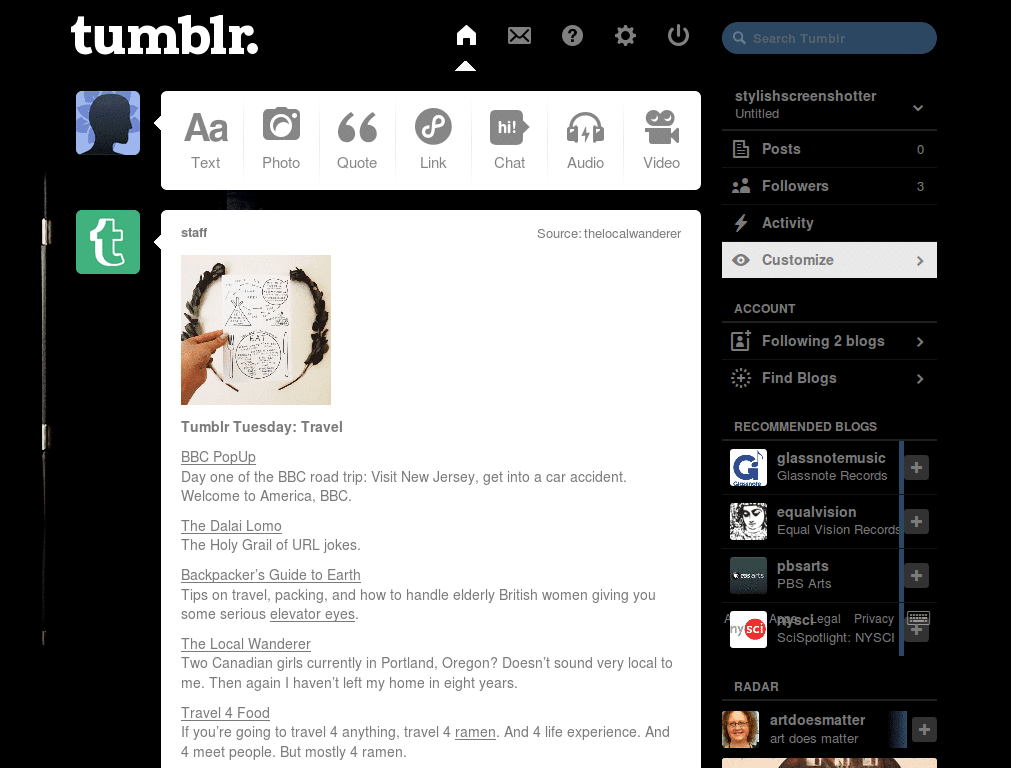 tumblr.
Search Tumblr
Aa
hi!
Text
Photo
Quote
Link
Chat
Audio
Video
stylishscreenshotter
Untitled
Posts 0
Followers 3
Activity
Customize
ACCOUNT
Following 2 blogs
Find Blogs
RECOMMENDED BLOGS
glassnotemusic
Glassnote Records
equalvision
Equal Vision Records
pbsarts
PBS Arts
nysci
SciSpotlight: NYSCI
Legal Privacy
RADAR
artdoesmatter
art does matter
t
staff
Source: thelocalwanderer
EAT
Tumblr Tuesday: Travel
BBC PopUp
Day one of the BBC road trip: Visit New Jersey, get into a car accident.
Welcome to America, BBC.
The Dalai Lomo
The Holy Grail of URL jokes.
Backpacker’s Guide to Earth
Tips on travel, packing, and how to handle elderly British women giving you
some serious elevator eyes.
The Local Wanderer
Two Canadian girls currently in Portland, Oregon? Doesn’t sound very local to
me. Then again I haven’t left my home in eight years.
Travel 4 Food
If you’re going to travel 4 anything, travel 4 ramen. And 4 life experience. And
4 meet people. But mostly 4 ramen.